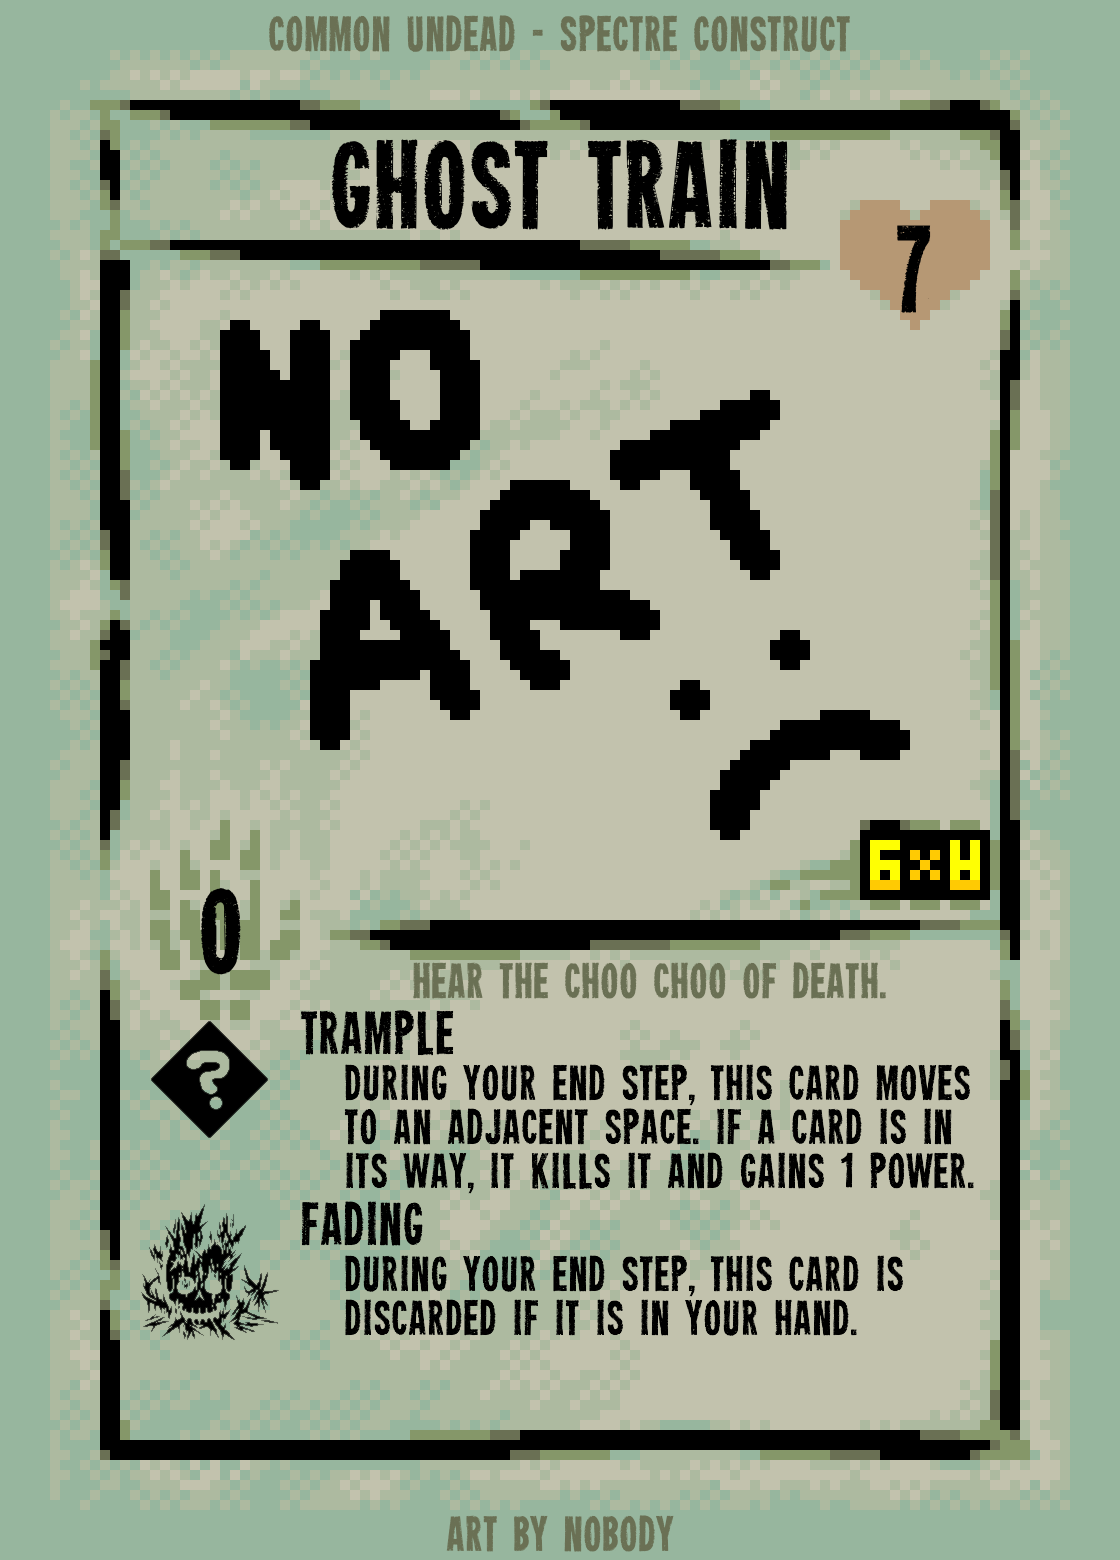 COMMON UNDEAD - SPECTRE CONSTRUCT
GHOST TRAIN
7
NO
ART
:(
0
HEAR THE CHOO CHOO OF DEATH.
TRAMPLE
?
DURING YOUR END STEP, THIS CARD MOVES
TO AN ADJACENT SPACE. IF A CARD IS IN
ITS WAY, IT KILLS IT AND GAINS 1 POWER.
FADING
DURING YOUR END STEP, THIS CARD IS
DISCARDED IF IT IS IN YOUR HAND.
ART BY NOBODY